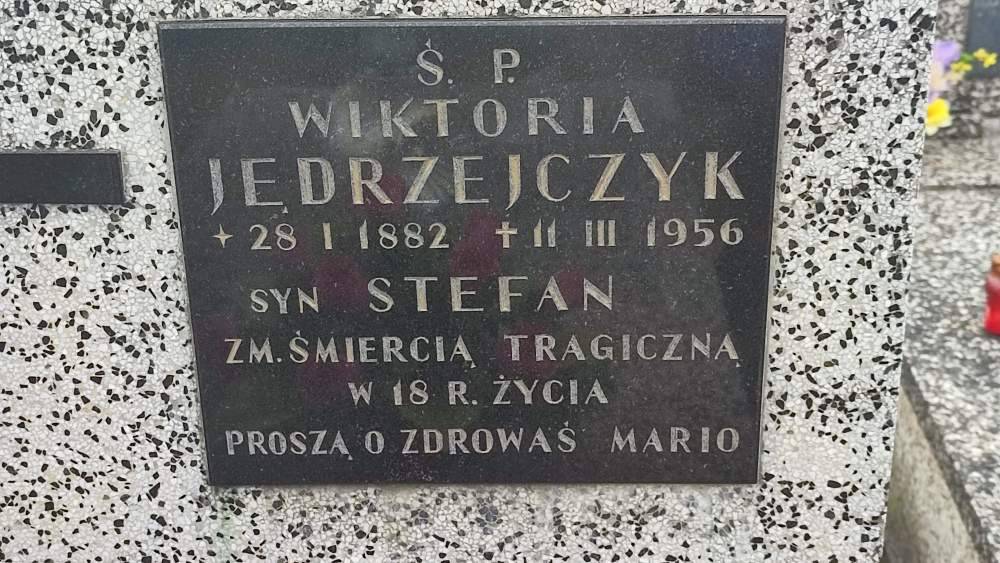 Ś. P.
WIKTORIA
JĘDRZEJCZYK
+ 28 I 1882 ✝ 11 III 1956
SYN STEFAN
ZM. ŚMIERCIĄ TRAGICZNĄ
W 18 R. ŻYCIA
PROSZĄ O ZDROWAŚ MARIO